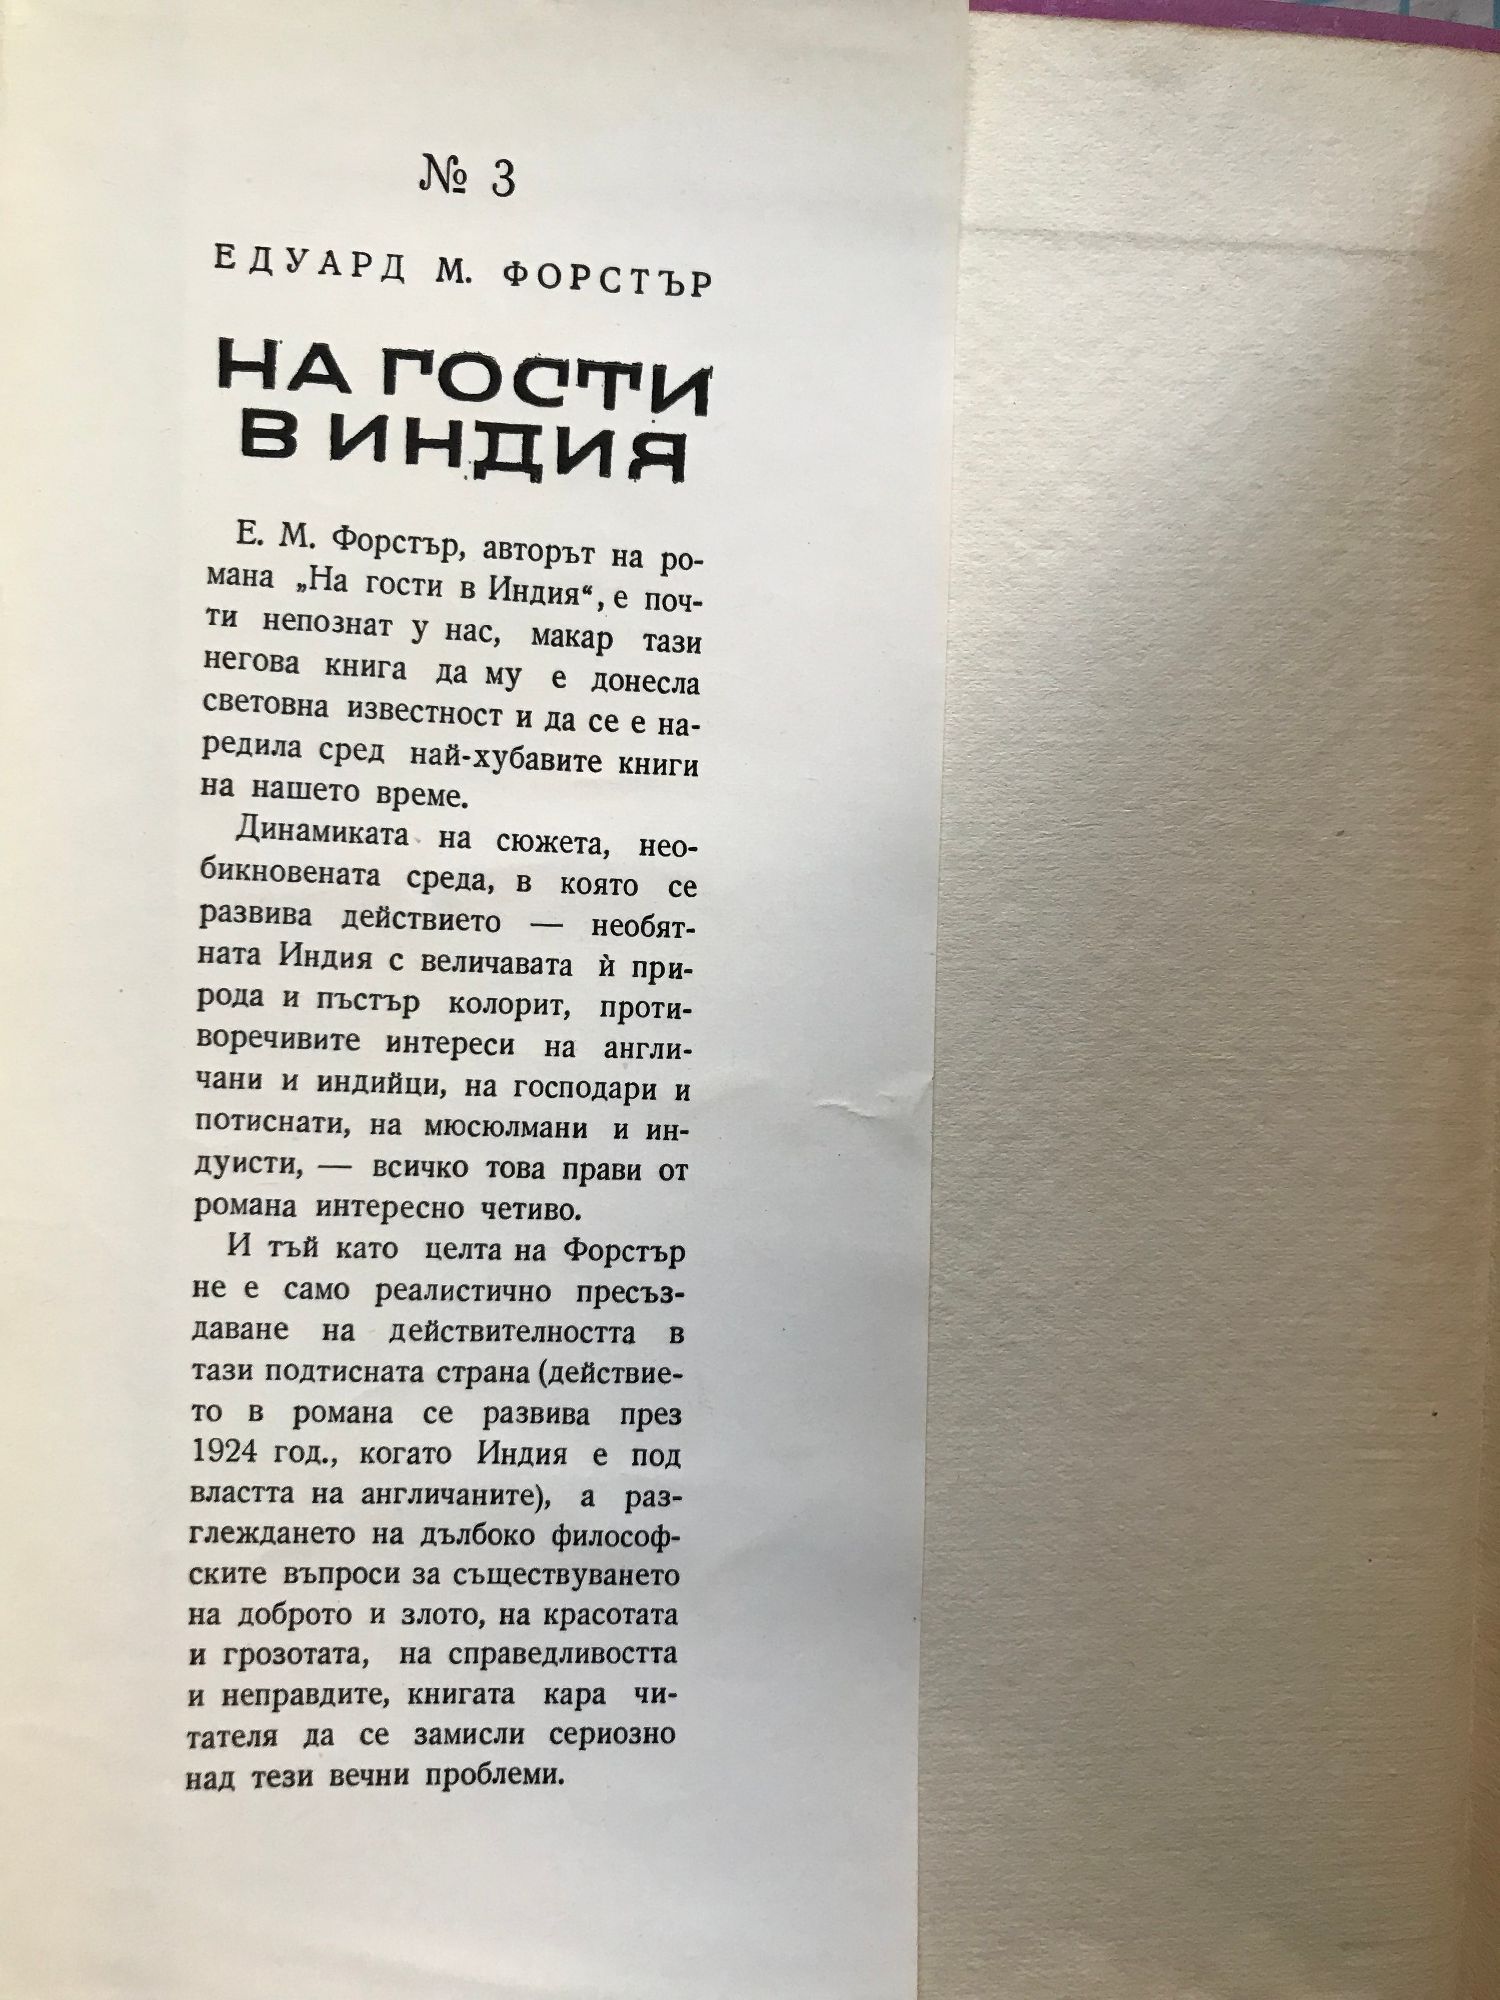 № 3
ЕДУАРД М. ФОРСТЪР
НА ГОСТИ
В ИНДИЯ
Е. М. Форстър, авторът на ро-
мана „На гости в Индия“, е поч-
ти непознат у нас, макар тази
негова книга да му е донесла
световна известност и да се е на-
редила сред най-хубавите книги
на нашето време.
Динамиката на сюжета, нео-
бикновената среда, в която се
развива действието — необят-
ната Индия с величавата ѝ при-
рода и пъстър колорит, проти-
воречивите интереси на англи-
чани и индийци, на господари и
потиснати, на мюсюлмани и ин-
дуисти, — всичко това прави от
романа интересно четиво.
И тъй като целта на Форстър
не е само реалистично пресъз-
даване на действителността в
тази подтисната страна (действие-
то в романа се развива през
1924 год., когато Индия е под
властта на англичаните), а раз-
глеждането на дълбоко философ-
ските въпроси за съществуването
на доброто и злото, на красотата
и грозотата, на справедливостта
и неправдите, книгата кара чи-
тателя да се замисли сериозно
над тези вечни проблеми.